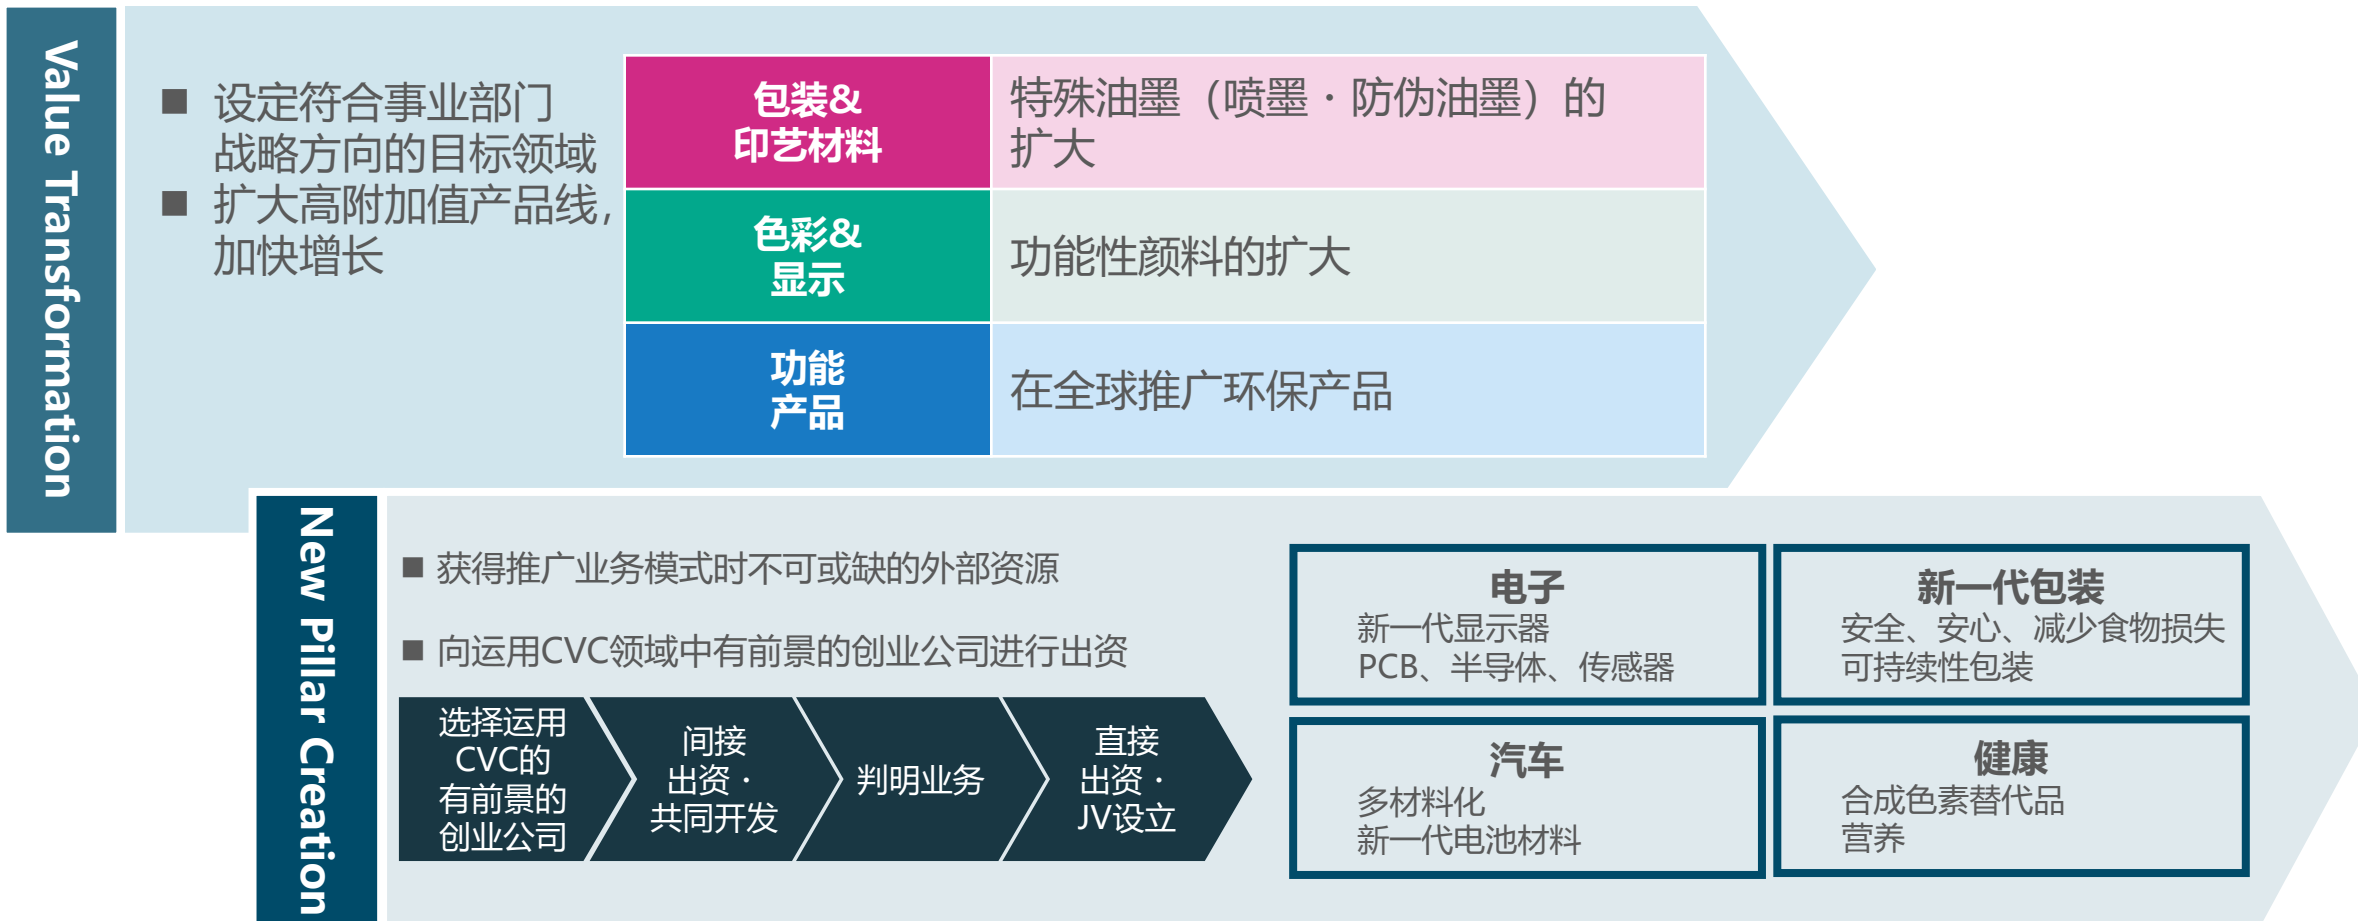 Value Transformation
■ 设定符合事业部门
战略方向的目标领域
■ 扩大高附加值产品线，
加快增长
包装&
印艺材料
特殊油墨（喷墨・防伪油墨）的
扩大
色彩&
显示
功能性颜料的扩大
功能
产品
在全球推广环保产品
New Pillar Creation
■ 获得推广业务模式时不可或缺的外部资源
■ 向运用CVC领域中有前景的创业公司进行出资
选择运用
CVC的
有前景的
创业公司
间接
出资・
共同开发
判明业务
直接
出资・
JV设立
电子
新一代显示器
PCB、半导体、传感器
新一代包装
安全、安心、减少食物损失
可持续性包装
汽车
多材料化
新一代电池材料
健康
合成色素替代品
营养